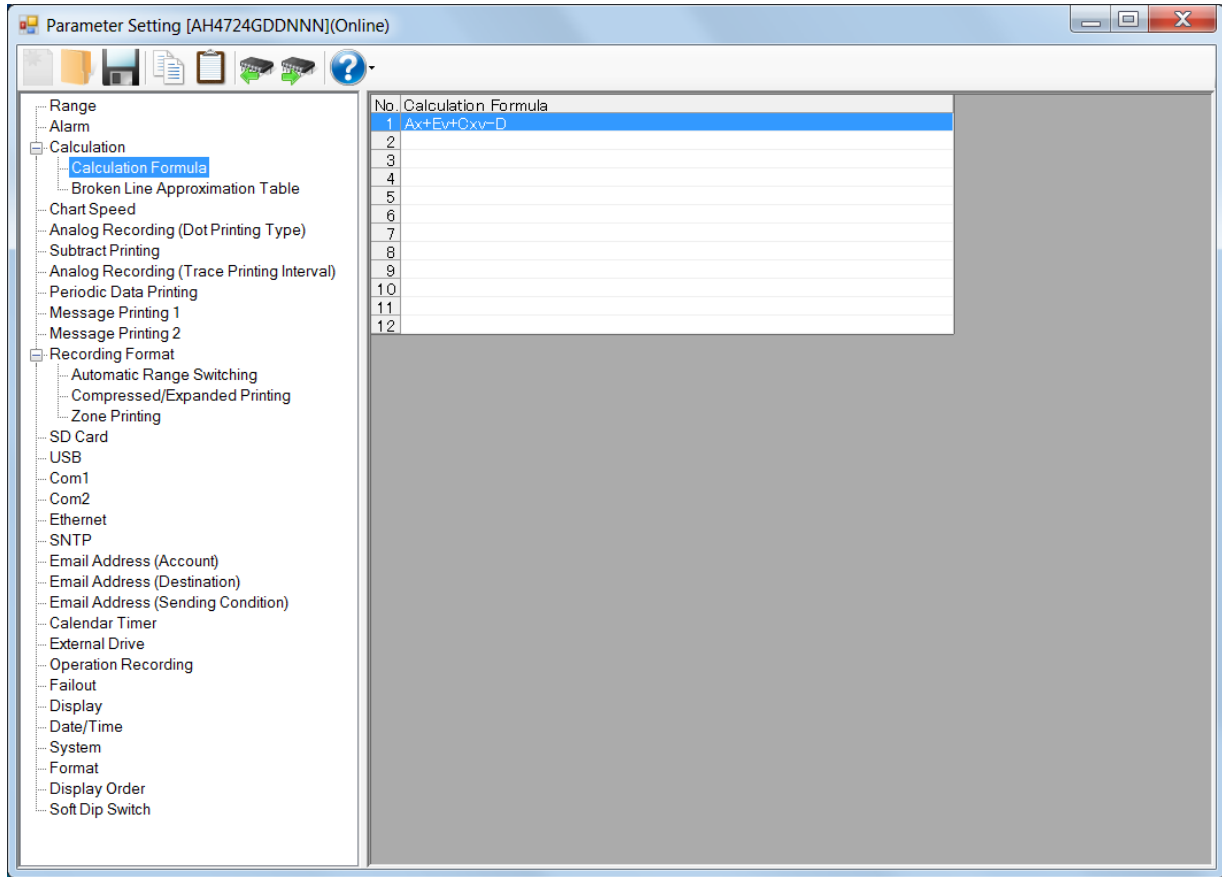 Parameter Setting [AH4724GDDNNN](Online)
Range
Alarm
Calculation
Calculation Formula
Broken Line Approximation Table
Chart Speed
Analog Recording (Dot Printing Type)
Subtract Printing
Analog Recording (Trace Printing Interval)
Periodic Data Printing
Message Printing 1
Message Printing 2
Recording Format
Automatic Range Switching
Compressed/Expanded Printing
Zone Printing
SD Card
USB
Com1
Com2
Ethernet
SNTP
Email Address (Account)
Email Address (Destination)
Email Address (Sending Condition)
Calendar Timer
External Drive
Operation Recording
Failout
Display
Date/Time
System
Format
Display Order
Soft Dip Switch
No. Calculation Formula
1 Ax+Ev+Cxv-D
2
3
4
5
6
7
8
9
10
11
12